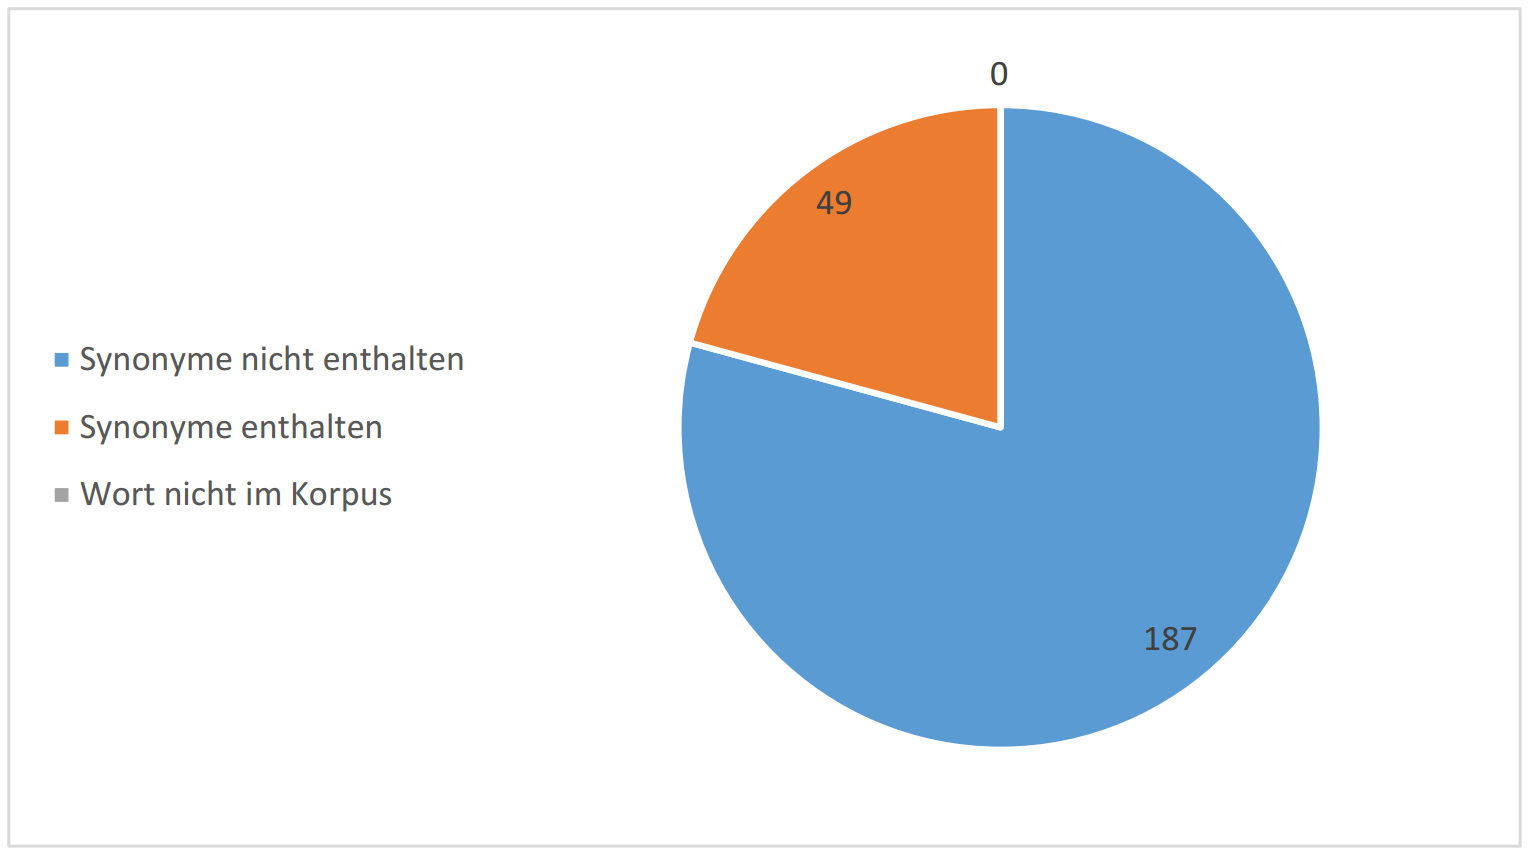 0
49
Synonyme nicht enthalten
Synonyme enthalten
Wort nicht im Korpus
187